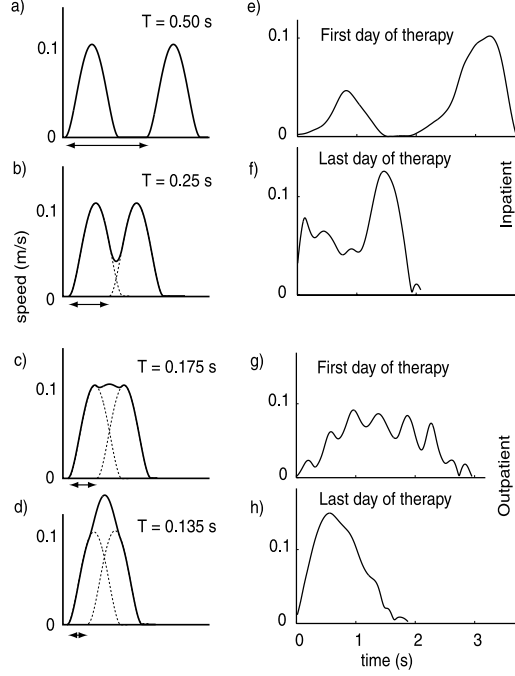 a)
T = 0.50 s
0.1
0
b)
T = 0.25 s
0.1
0
speed (m/s)
c)
T = 0.175 s
0.1
0
d)
T = 0.135 s
0.1
0
e)
First day of therapy
0.1
0
f)
Last day of therapy
0.1
0
Inpatient
g)
First day of therapy
0.1
0
h)
Last day of therapy
0.1
0
Outpatient
0 1 2 3
time (s)